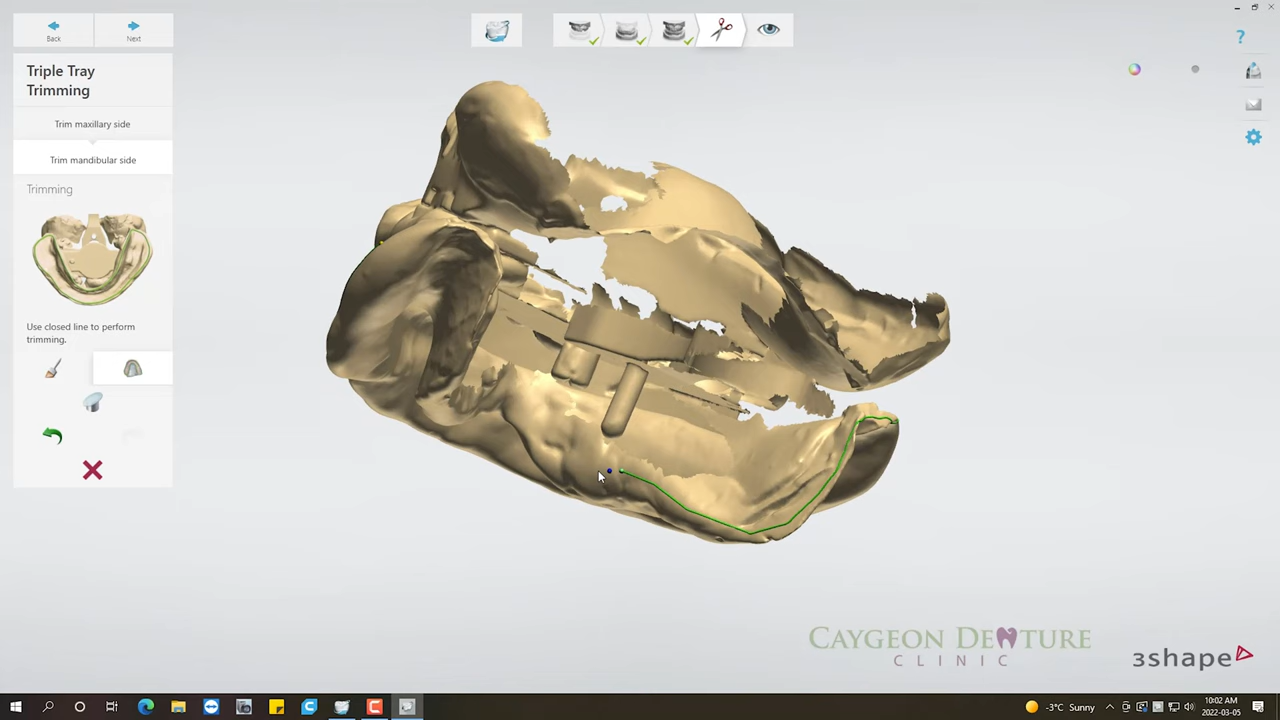 Back
Next
Triple Tray
Trimming
Trim maxillary side
Trim mandibular side
Trimming
Use closed line to perform
trimming.
?
CAYGEON DENTURE
CLINIC
3shape
-3°C Sunny
10:02 AM
2022-03-05